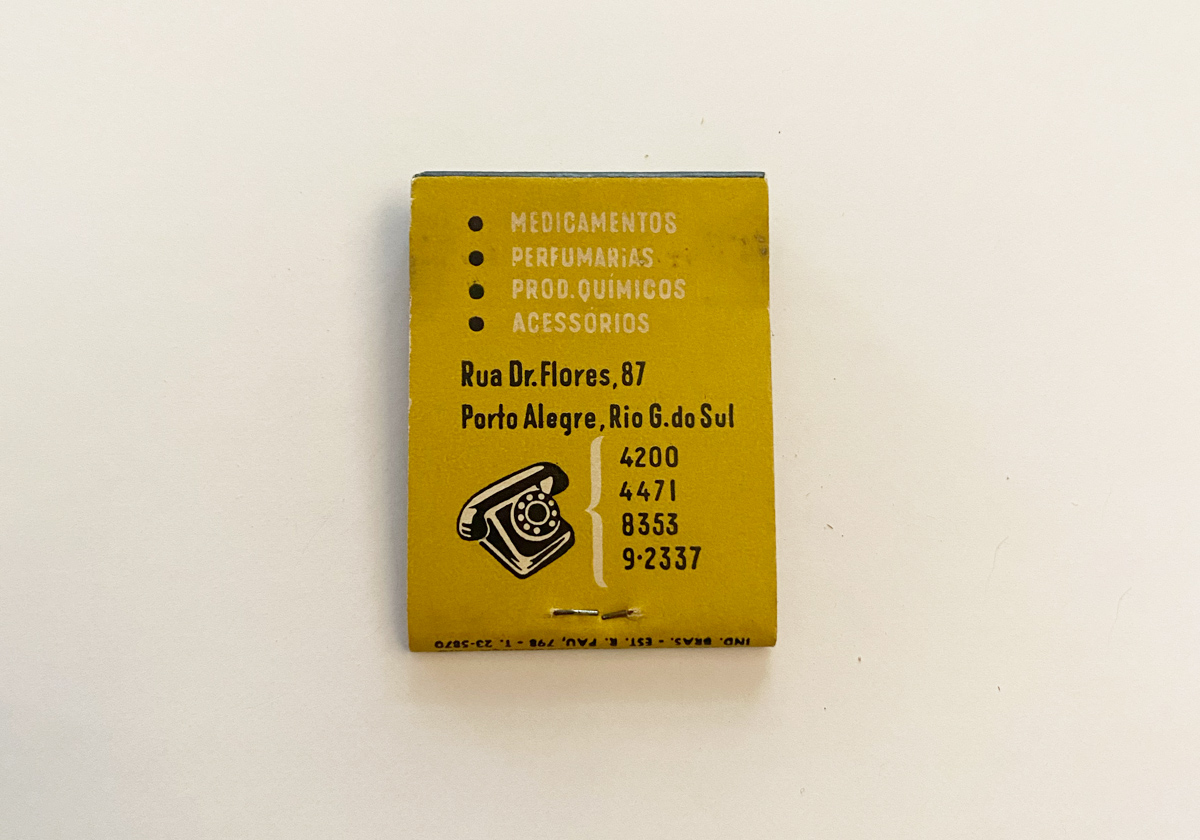 MEDICAMENTOS
PERFUMARiAS
PROD.QUÍMICOS
ACESSÓRIOS
Rua Dr.Flores,87
Porto Alegre,Rio G.do Sul
4200
4471
8353
9·2337
IND. BRAS. - EST. R. PAU, 798 - T. 23-5870